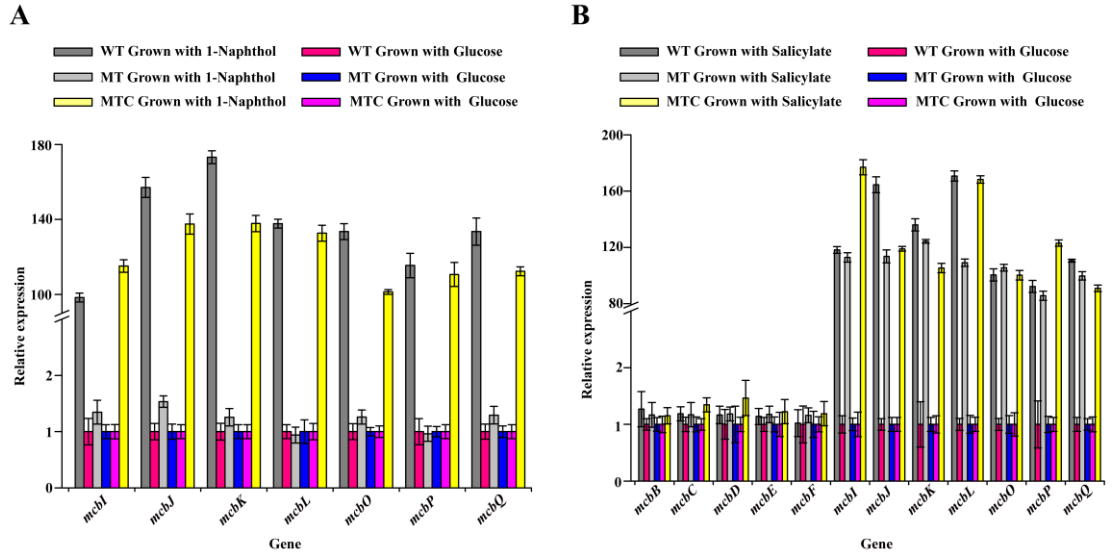 A
WT Grown with 1-Naphthol
WT Grown with Glucose
MT Grown with 1-Naphthol
MT Grown with Glucose
MTC Grown with 1-Naphthol
MTC Grown with Glucose
Relative expression
180
140
100
2
1
0
mcbI
mcbJ
mcbK
mcbL
mcbO
mcbP
mcbQ
Gene
B
WT Grown with Salicylate
WT Grown with Glucose
MT Grown with Salicylate
MT Grown with Glucose
MTC Grown with Salicylate
MTC Grown with Glucose
Relative expression
200
160
120
80
2
1
0
mcbB
mcbC
mcbD
mcbE
mcbF
mcbI
mcbJ
mcbK
mcbL
mcbO
mcbP
mcbQ
Gene